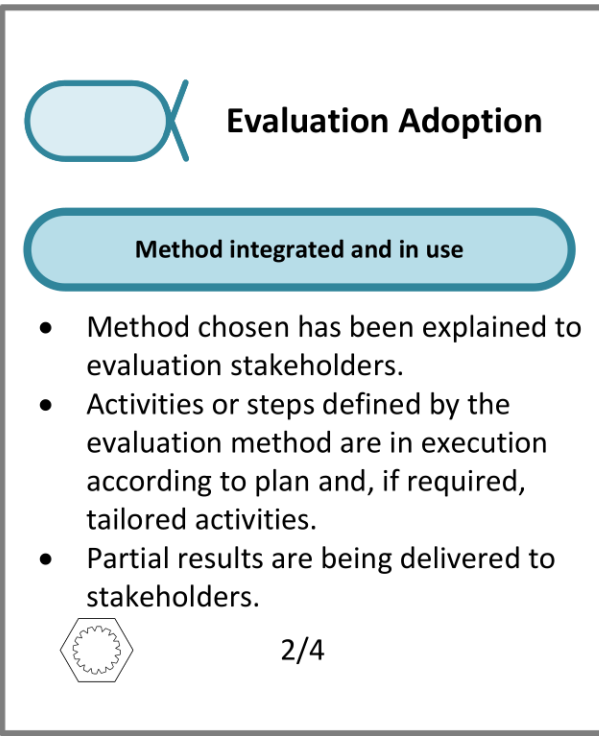 Evaluation Adoption
Method integrated and in use
• Method chosen has been explained to
evaluation stakeholders.
• Activities or steps defined by the
evaluation method are in execution
according to plan and, if required,
tailored activities.
• Partial results are being delivered to
stakeholders.
2/4